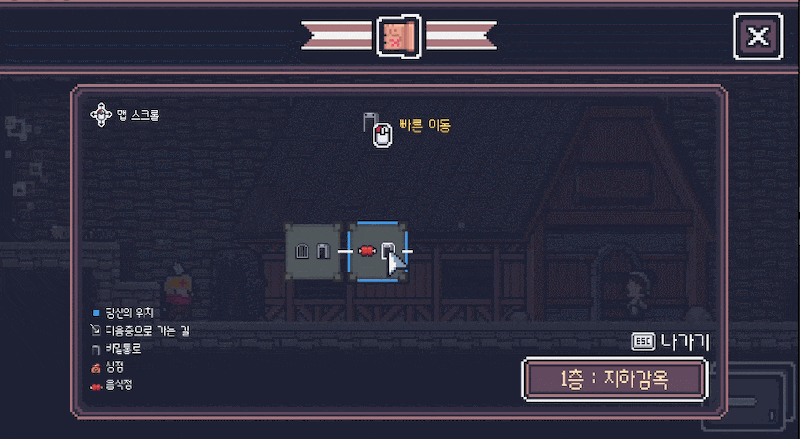 맵 스크롤
빠른 이동
당신의 위치
다음층으로 가는 길
비밀통로
상점
음식점
ESC 나가기
1층 : 지하감옥